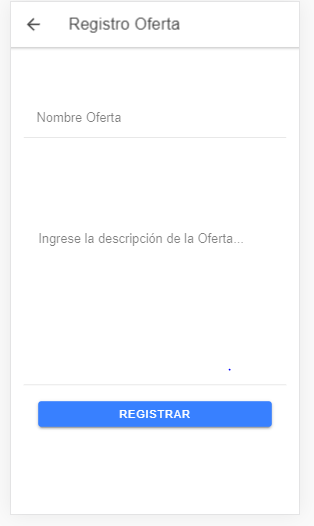 Registro Oferta
Nombre Oferta
Ingrese la descripción de la Oferta...
REGISTRAR